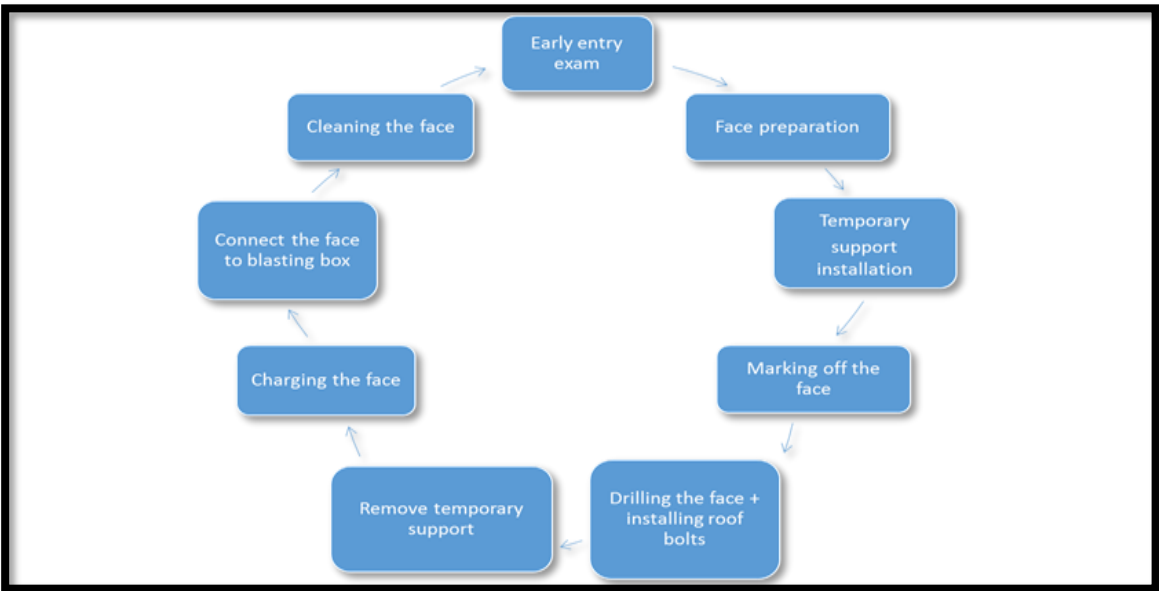 Early entry
exam
Face preparation
Temporary
support
installation
Marking off the
face
Drilling the face +
installing roof
bolts
Remove temporary
support
Charging the face
Connect the face
to blasting box
Cleaning the face